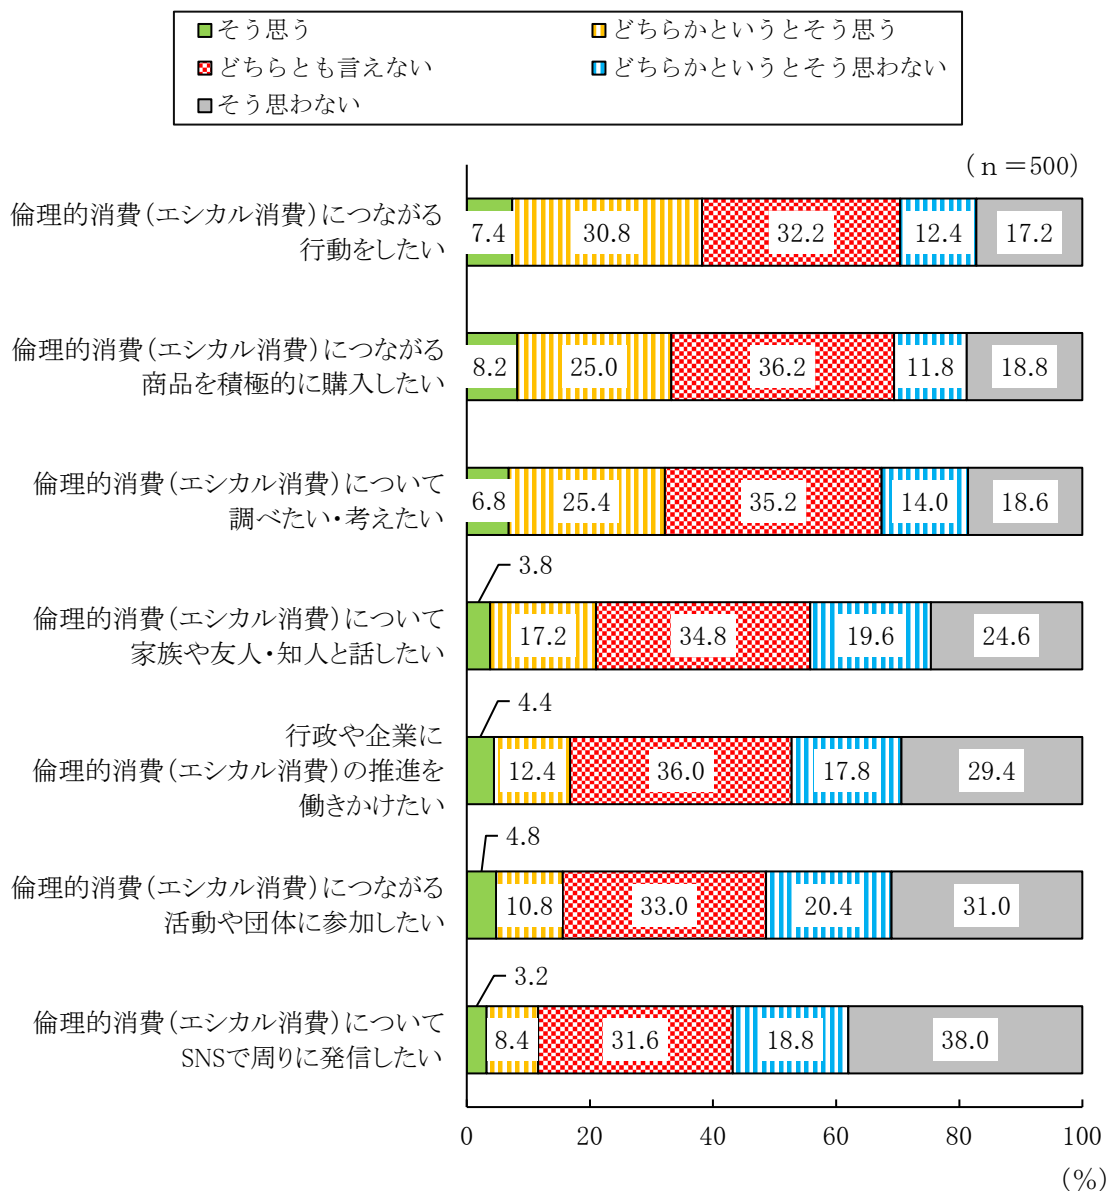 そう思う
どちらかというとそう思う
どちらとも言えない
どちらかというとそう思わない
そう思わない
(n=500)
倫理的消費(エシカル消費)につながる
行動をしたい
7.4 30.8 32.2 12.4 17.2
倫理的消費(エシカル消費)につながる
商品を積極的に購入したい
8.2 25.0 36.2 11.8 18.8
倫理的消費(エシカル消費)について
調べたい・考えたい
6.8 25.4 35.2 14.0 18.6
倫理的消費(エシカル消費)について
家族や友人・知人と話したい
3.8
17.2 34.8 19.6 24.6
行政や企業に
倫理的消費(エシカル消費)の推進を
働きかけたい
4.4
12.4 36.0 17.8 29.4
倫理的消費(エシカル消費)につながる
活動や団体に参加したい
4.8
10.8 33.0 20.4 31.0
倫理的消費(エシカル消費)について
SNSで周りに発信したい
3.2
8.4 31.6 18.8 38.0
0 20 40 60 80 100
(%)